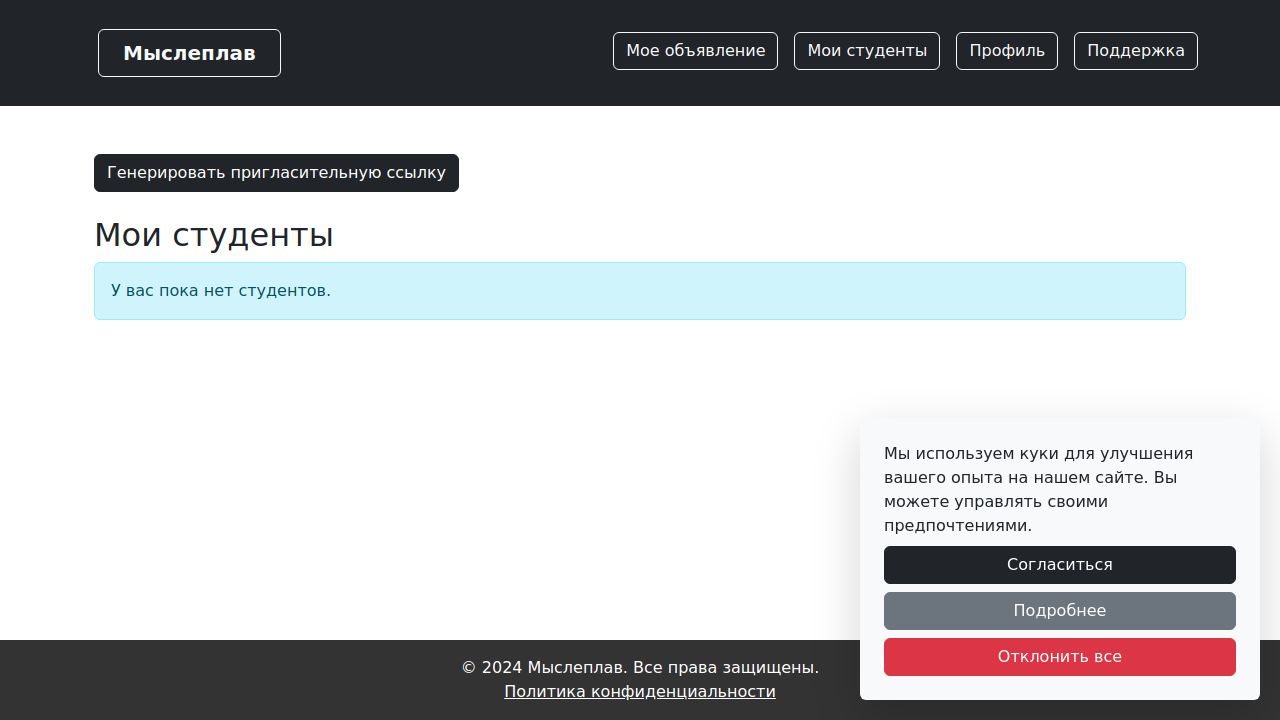 Мыслеплав
Мое объявление
Мои студенты
Профиль
Поддержка
Генерировать пригласительную ссылку
Мои студенты
У вас пока нет студентов.
Мы используем куки для улучшения
вашего опыта на нашем сайте. Вы
можете управлять своими
предпочтениями.
Согласиться
Подробнее
Отклонить все
© 2024 Мыслеплав. Все права защищены.
Политика конфиденциальности